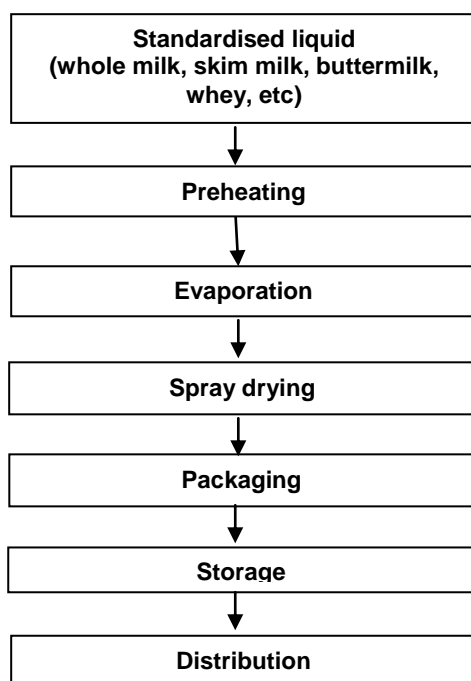 Standardised liquid
(whole milk, skim milk, buttermilk,
whey, etc)
Preheating
Evaporation
Spray drying
Packaging
Storage
Distribution